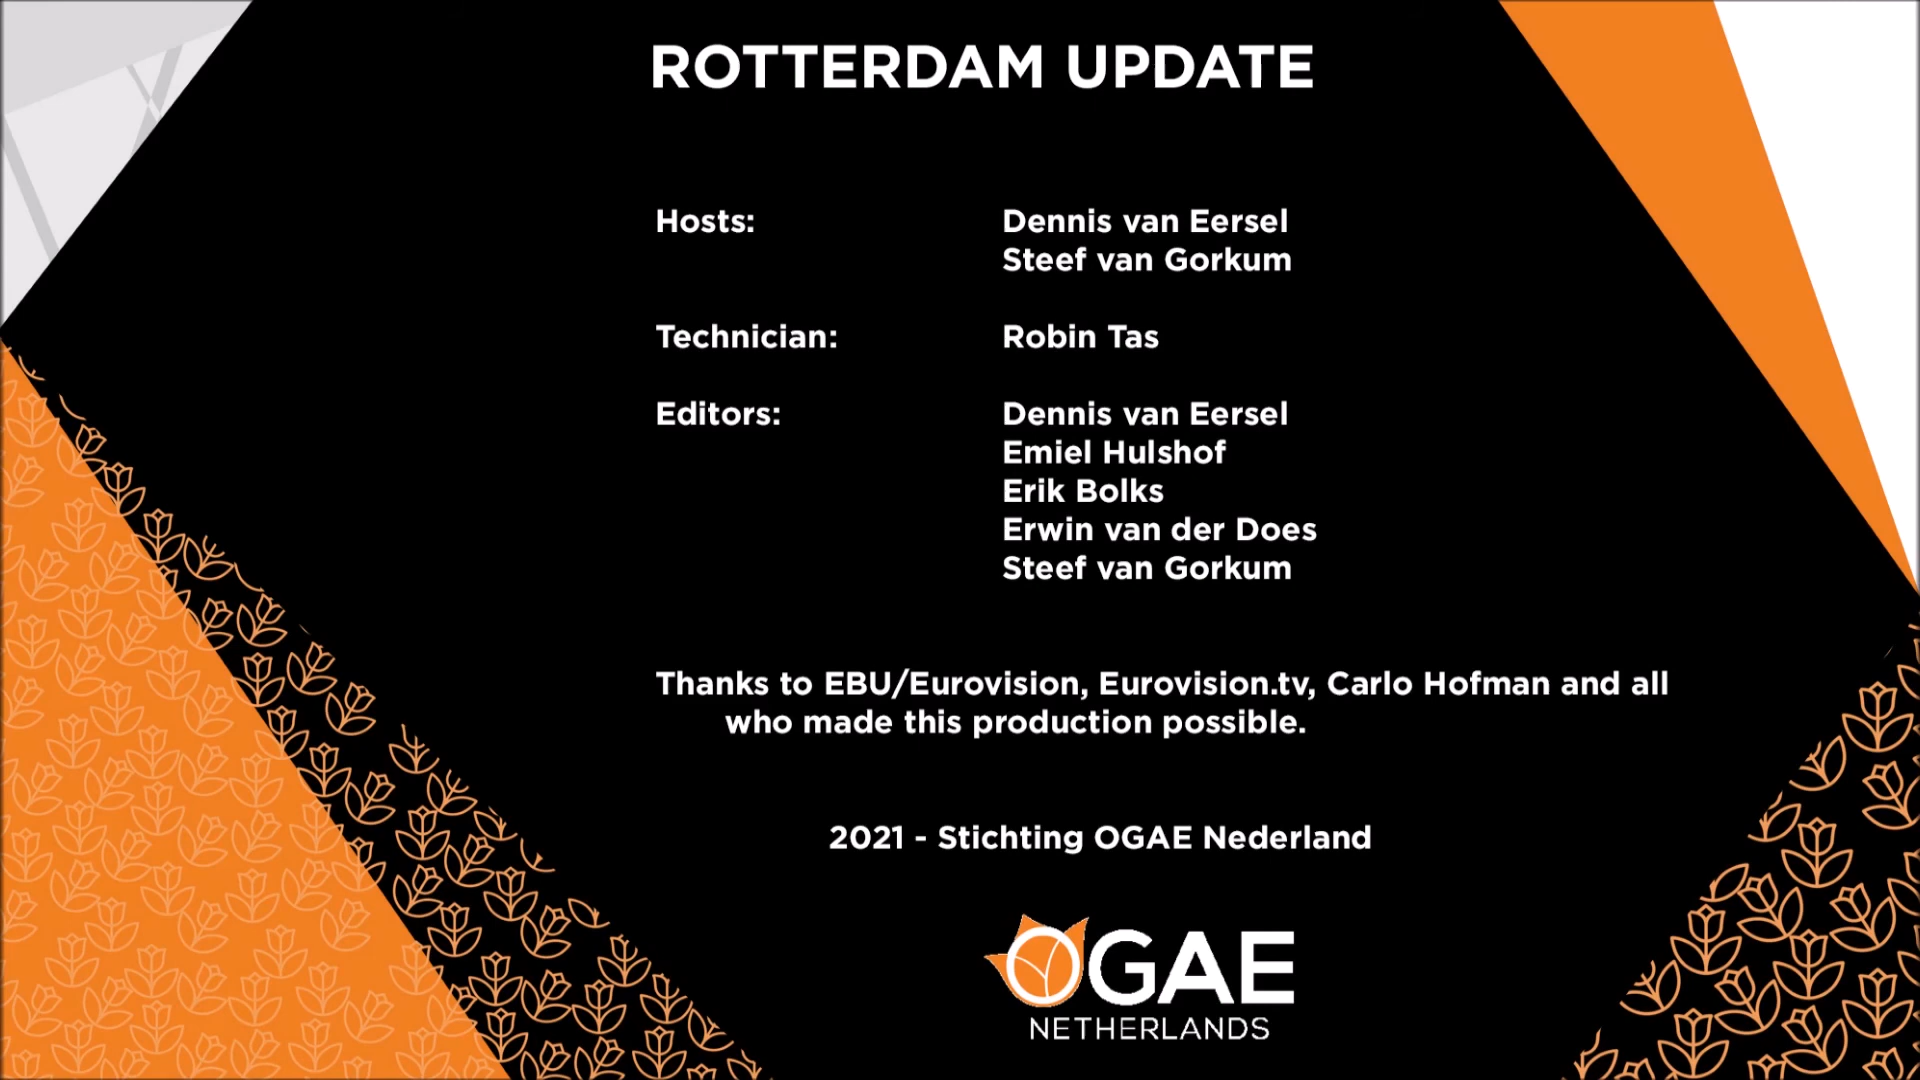 ROTTERDAM UPDATE
Hosts: Dennis van Eersel
Steef van Gorkum
Technician: Robin Tas
Editors: Dennis van Eersel
Emiel Hulshof
Erik Bolks
Erwin van der Does
Steef van Gorkum
Thanks to EBU/Eurovision, Eurovision.tv, Carlo Hofman and all
who made this production possible.
2021 - Stichting OGAE Nederland
OGAE
NETHERLANDS